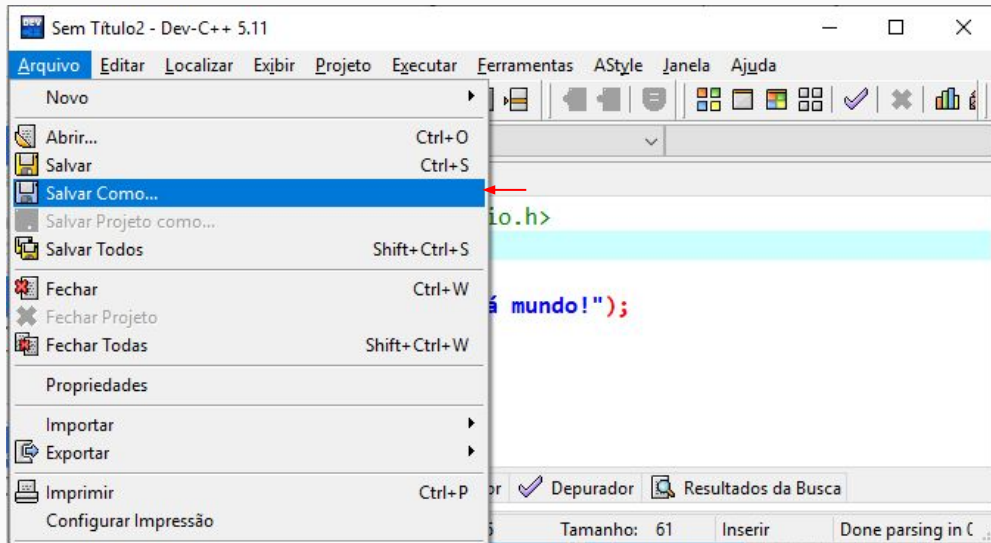 Sem Título2 - Dev-C++ 5.11
Arquivo Editar Localizar Exibir Projeto Executar Ferramentas AStyle Janela Ajuda
Novo
Abrir... Ctrl+O
Salvar Ctrl+S
Salvar Como...
Salvar Projeto como...
io.h>
Salvar Todos Shift+Ctrl+S
Fechar Ctrl+W
á mundo!");
Fechar Projeto
Fechar Todas Shift+Ctrl+W
Propriedades
Importar
Exportar
Imprimir Ctrl+P
or Depurador Resultados da Busca
Configurar Impressão
Tamanho: 61 Inserir Done parsing in